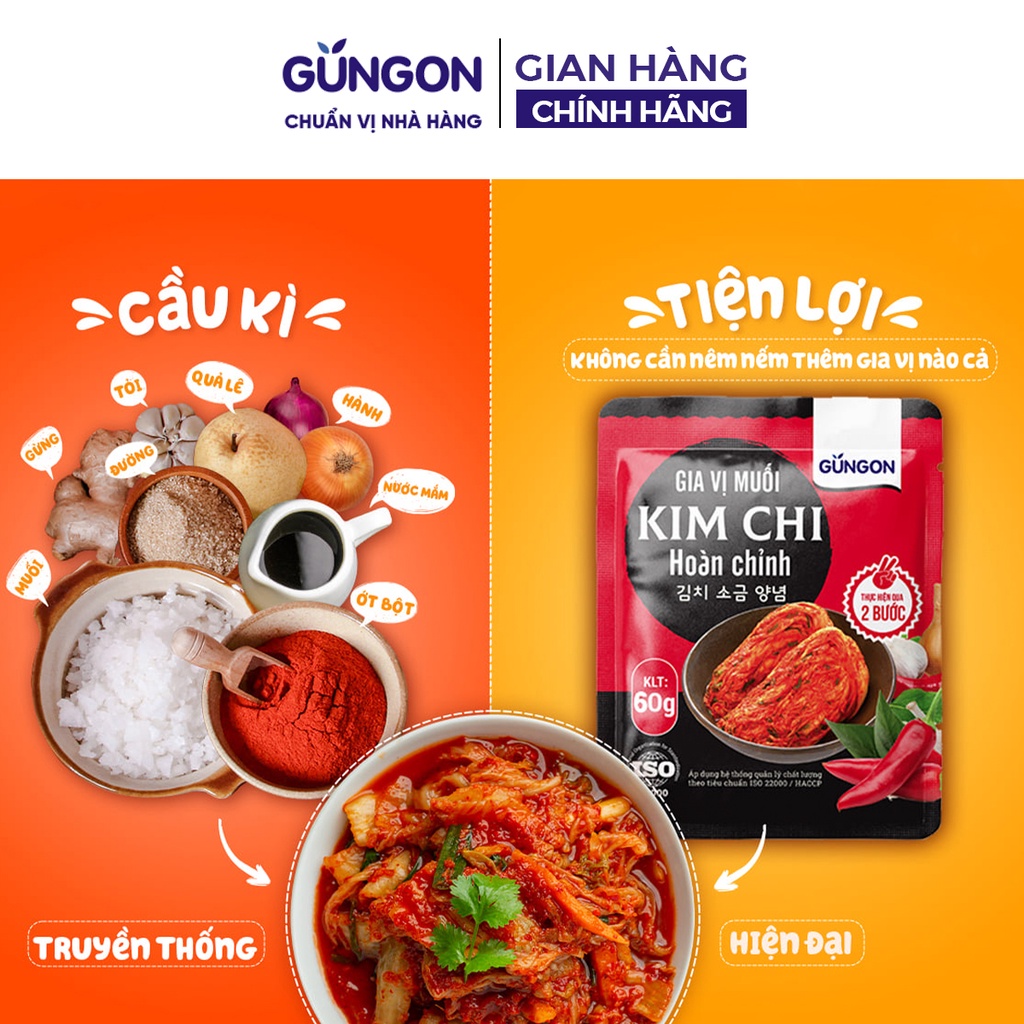 GÚNGON
CHUẨN VỊ NHÀ HÀNG
GIAN HÀNG
CHÍNH HÃNG
CẦU KÌ
TỎI
QUẢ LÊ
HÀNH
GỪNG
ĐƯỜNG
NƯỚC MẮM
MUỐI
ỚT BỘT
TRUYỀN THỐNG
TIỆN LỢI
KHÔNG CẦN NÊM NẾM THÊM GIA VỊ NÀO CẢ
GÚNGON
GIA VỊ MUỐI
KIM CHI
Hoàn chỉnh
김치 소금 양념
THỰC HIỆN QUA
2 BƯỚC
KLT:
60g
ISO
Áp dụng hệ thống quản lý chất lượng
theo tiêu chuẩn ISO 22000 / HACCP
HIỆN ĐẠI